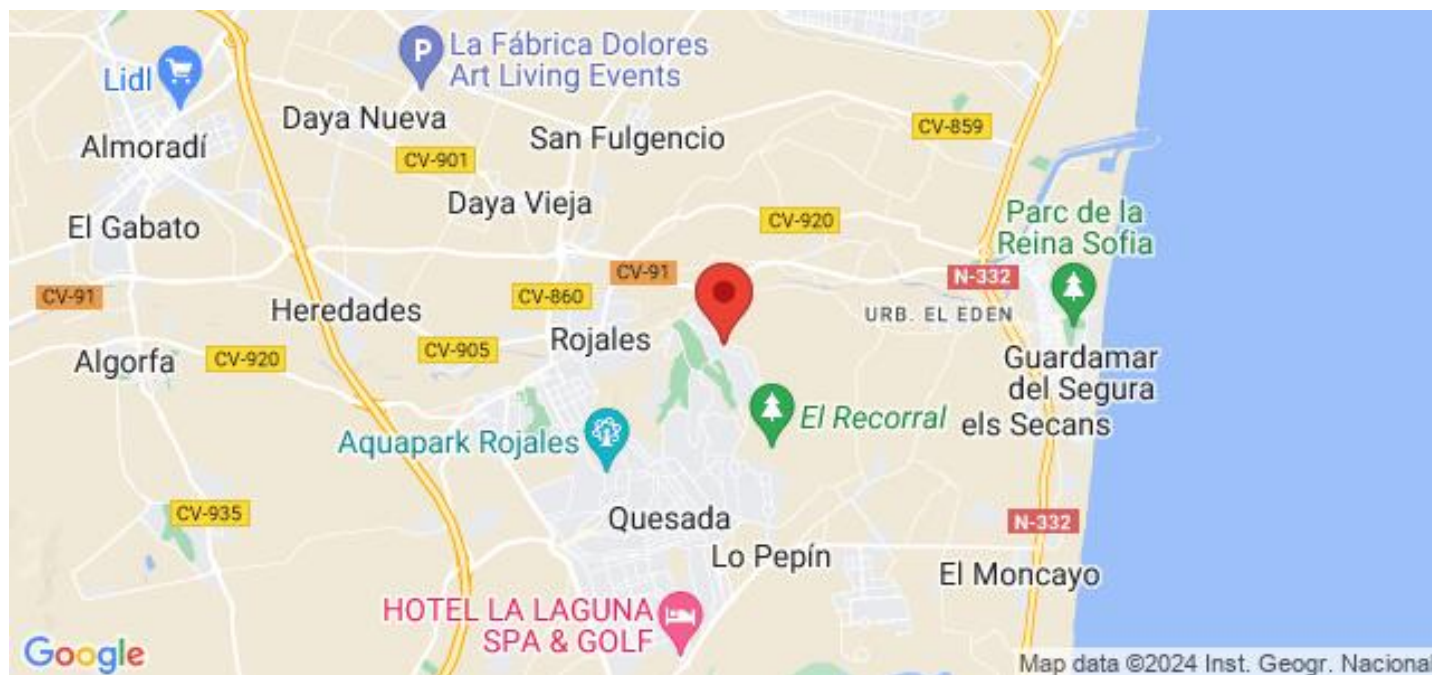 La Fábrica Dolores
Art Living Events
Lidl
Daya Nueva
San Fulgencio
CV-859
Almoradí
CV-901
Daya Vieja
El Gabato
CV-920
Parc de la
Reina Sofia
CV-91
N-332
CV-91
CV-860
Heredades
URB. EL EDEN
Rojales
CV-905
CV-920
Algorfa
Guardamar
del Segura
El Recorral
els Secans
Aquapark Rojales
CV-935
Quesada
N-332
Lo Pepín
El Moncayo
HOTEL LA LAGUNA
SPA & GOLF
Google
Map data ©2024 Inst. Geogr. Nacional